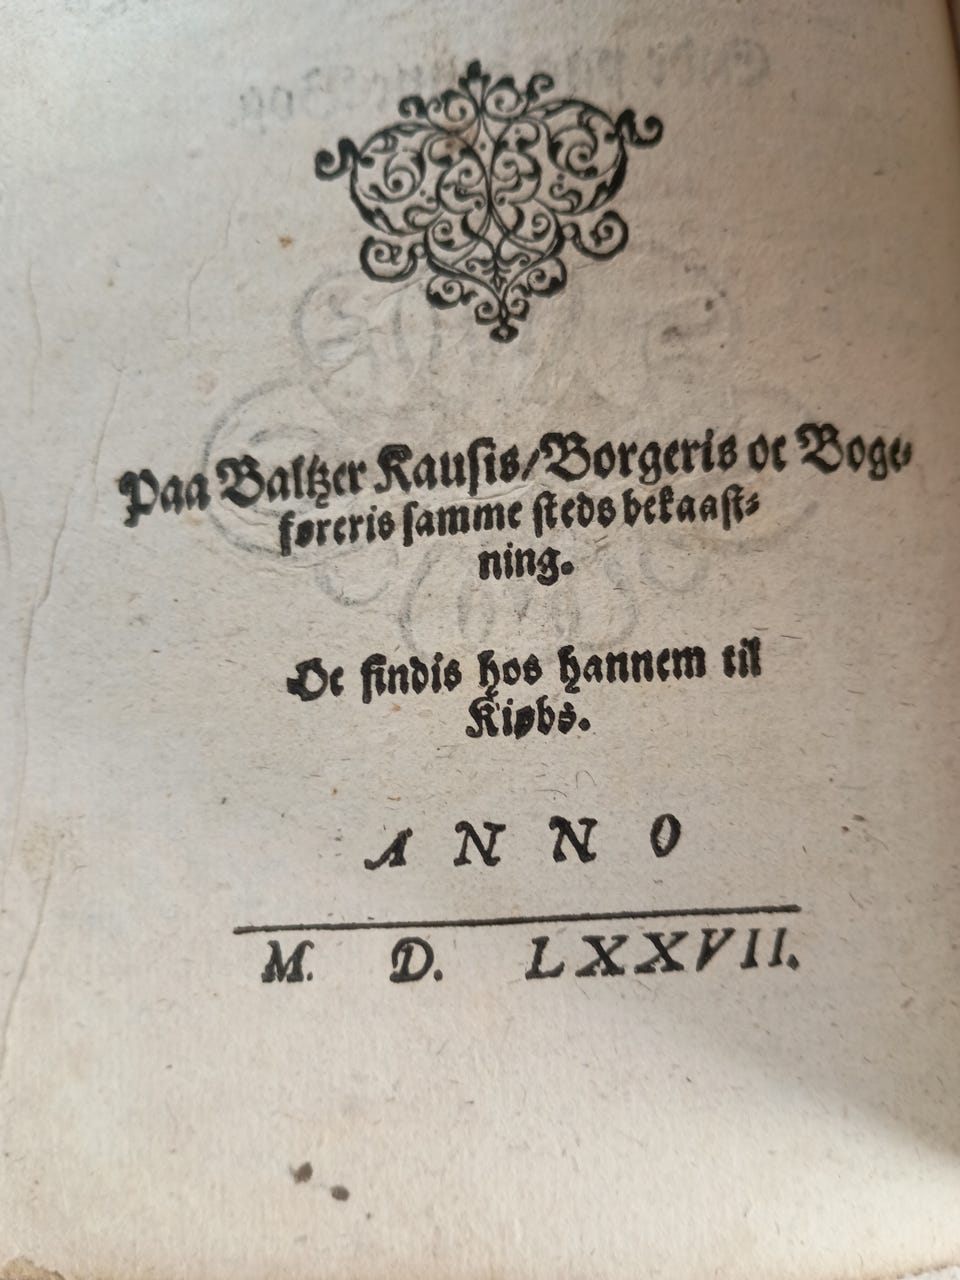 Paa Baltzer Kausis/Borgeris oc Boge-
føreris samme steds bekaast-
ning.
Oc findis hos hannem til
Kiøbs.
ANNO
M. D. LXXVII.